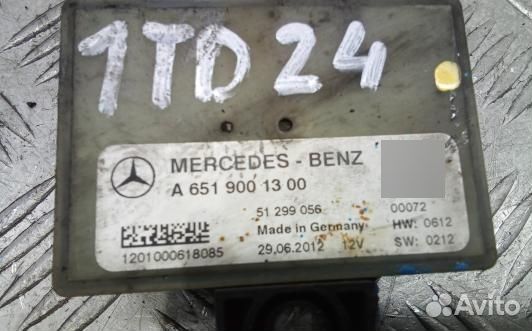 1TD24
MERCEDES - BENZ
A 651 900 13 00
51 299 056
00072
Made in Germany
HW: 0612
1201000618085
29.06.2012 12V
SW: 0212
Avito